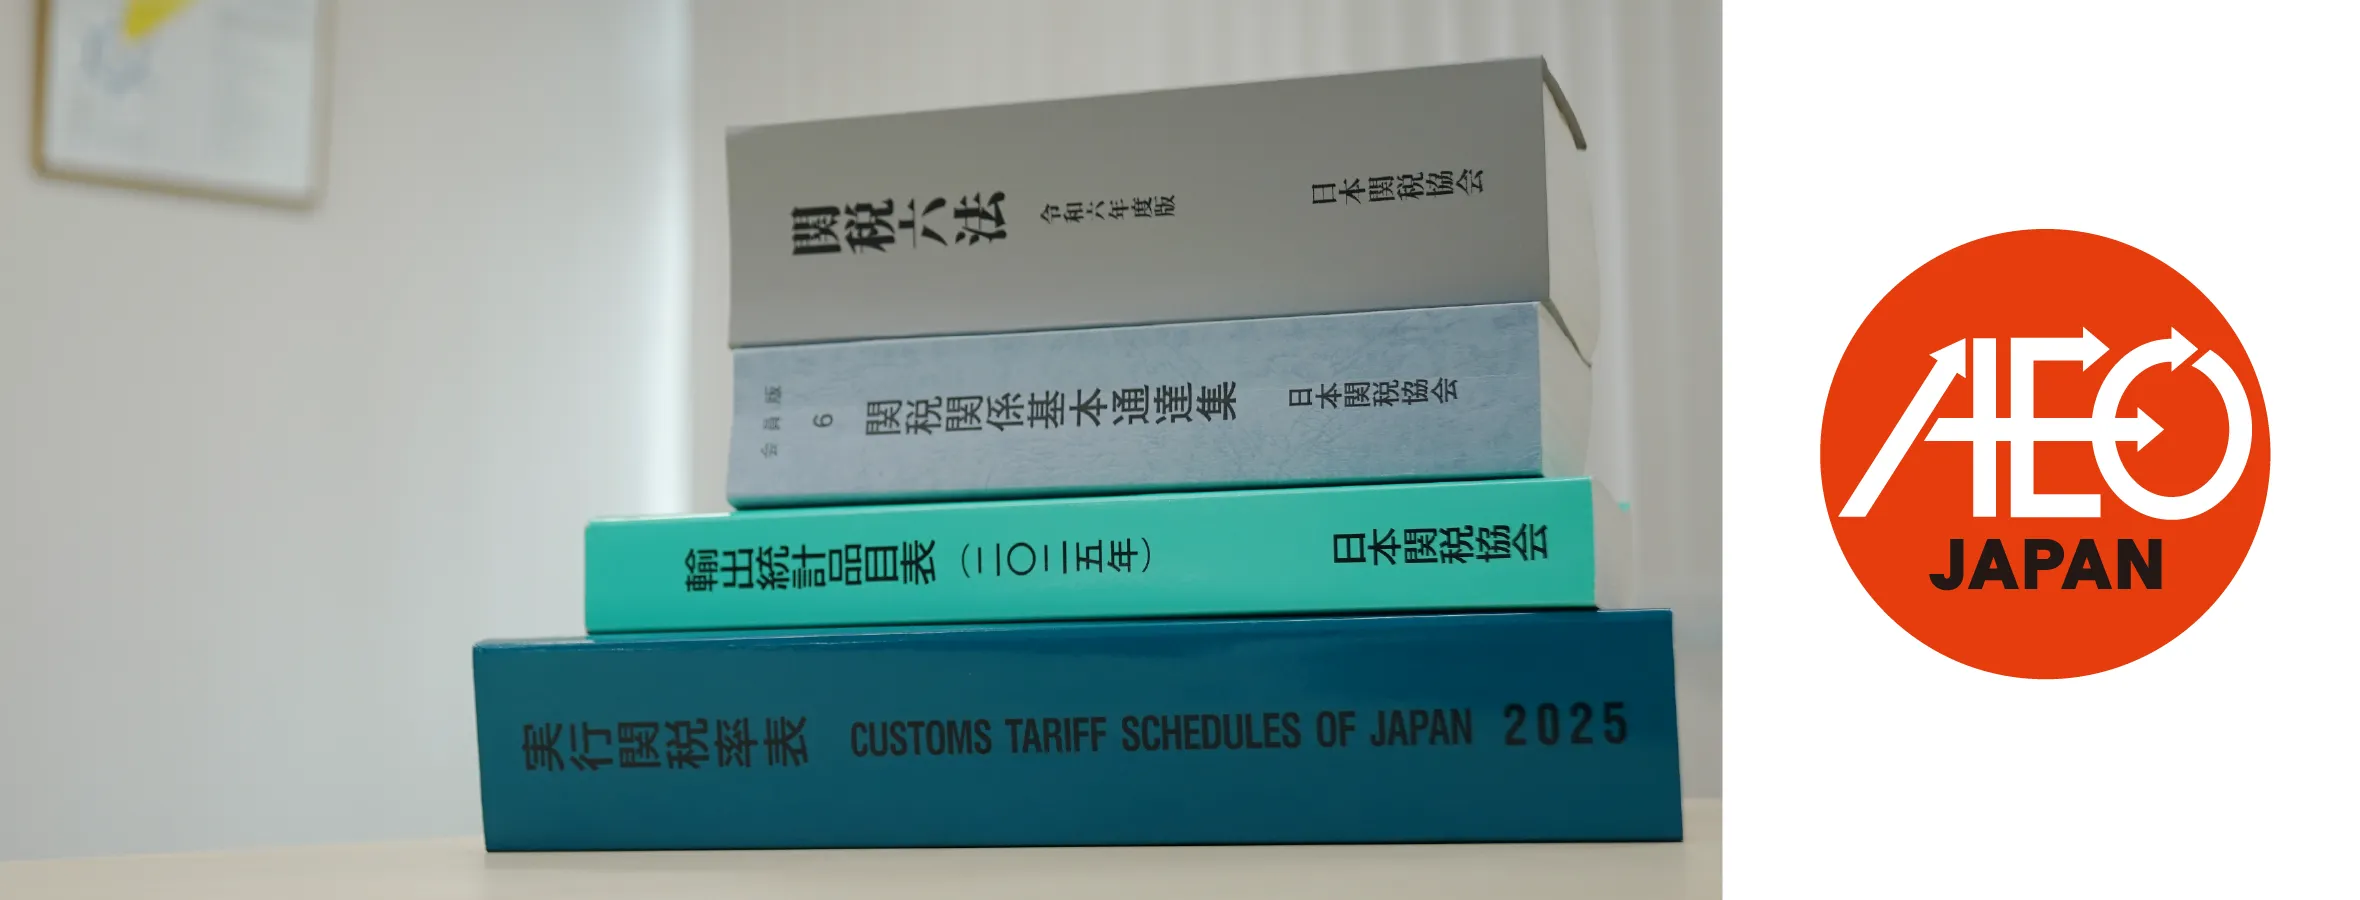 関税六法 令和六年度版 日本関税協会
会員版 6 関税関係基本通達集 日本関税協会
輸出統計品目表(二〇二五年) 日本関税協会
実行関税率表 CUSTOMS TARIFF SCHEDULES OF JAPAN 2025
AEO
JAPAN